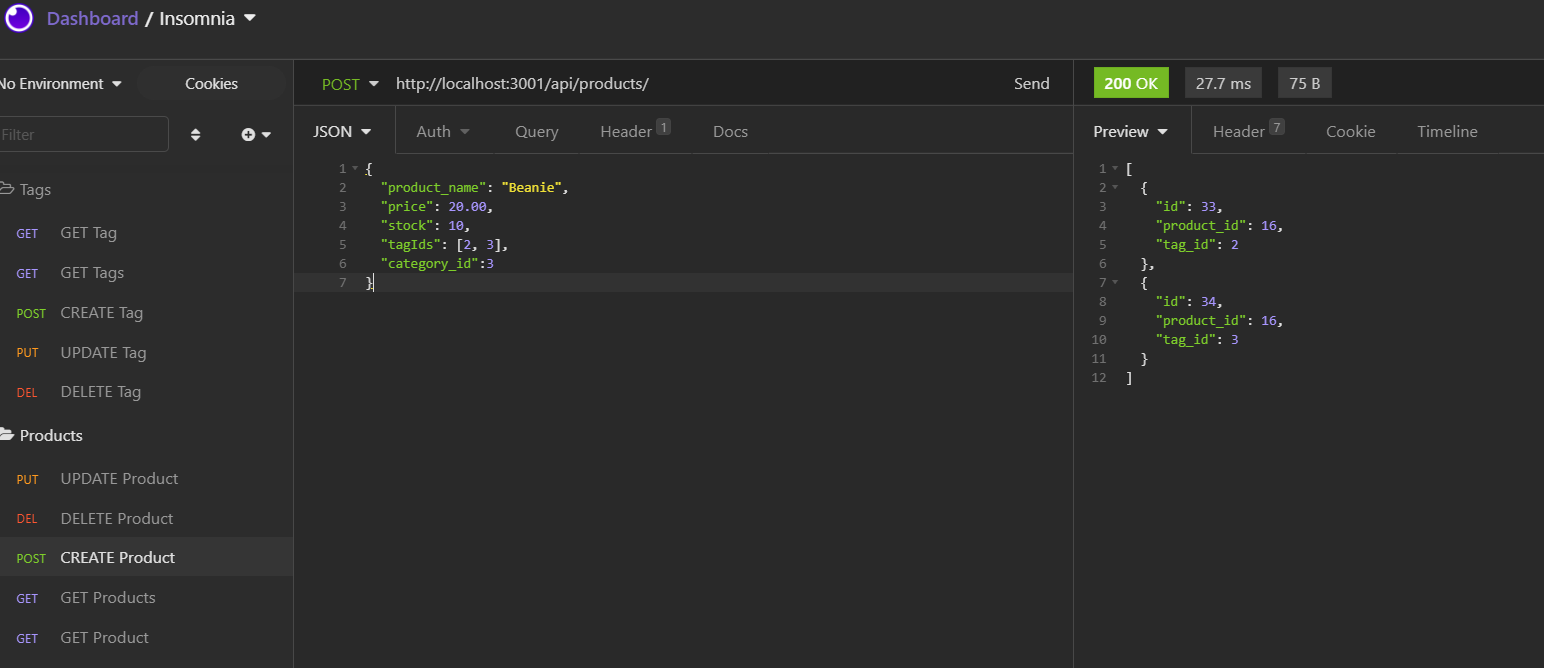 Dashboard / Insomnia
No Environment Cookies
Filter
Tags
GET GET Tag
GET GET Tags
POST CREATE Tag
PUT UPDATE Tag
DEL DELETE Tag
Products
PUT UPDATE Product
DEL DELETE Product
POST CREATE Product
GET GET Products
GET GET Product
POST http://localhost:3001/api/products/ Send
JSON Auth Query Header 1 Docs
1 {
2 "product_name": "Beanie",
3 "price": 20.00,
4 "stock": 10,
5 "tagIds": [2, 3],
6 "category_id":3
7 }
200 OK 27.7 ms 75 B
Preview Header 7 Cookie Timeline
1 [
2 {
3 "id": 33,
4 "product_id": 16,
5 "tag_id": 2
6 },
7 {
8 "id": 34,
9 "product_id": 16,
10 "tag_id": 3
11 }
12 ]